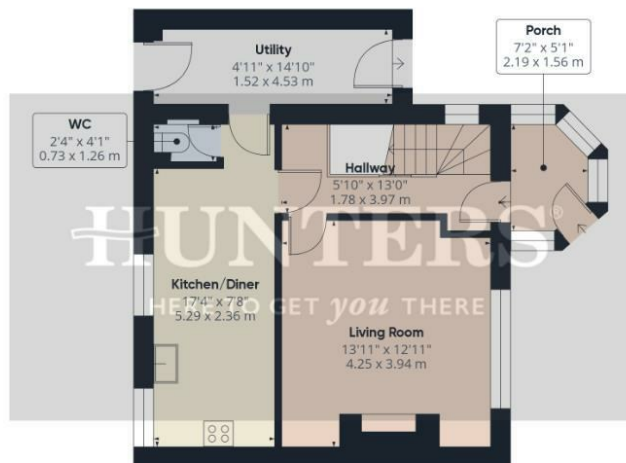 Utility
4'11" x 14'10"
1.52 x 4.53 m
Porch
7'2" x 5'1"
2.19 x 1.56 m
WC
2'4" x 4'1"
0.73 x 1.26 m
Hallway
5'10" x 13'0"
1.78 x 3.97 m
HUNTERS®
HERE TO GET you THERE
Kitchen/Diner
17'4" x 7'8"
5.29 x 2.36 m
Living Room
13'11" x 12'11"
4.25 x 3.94 m